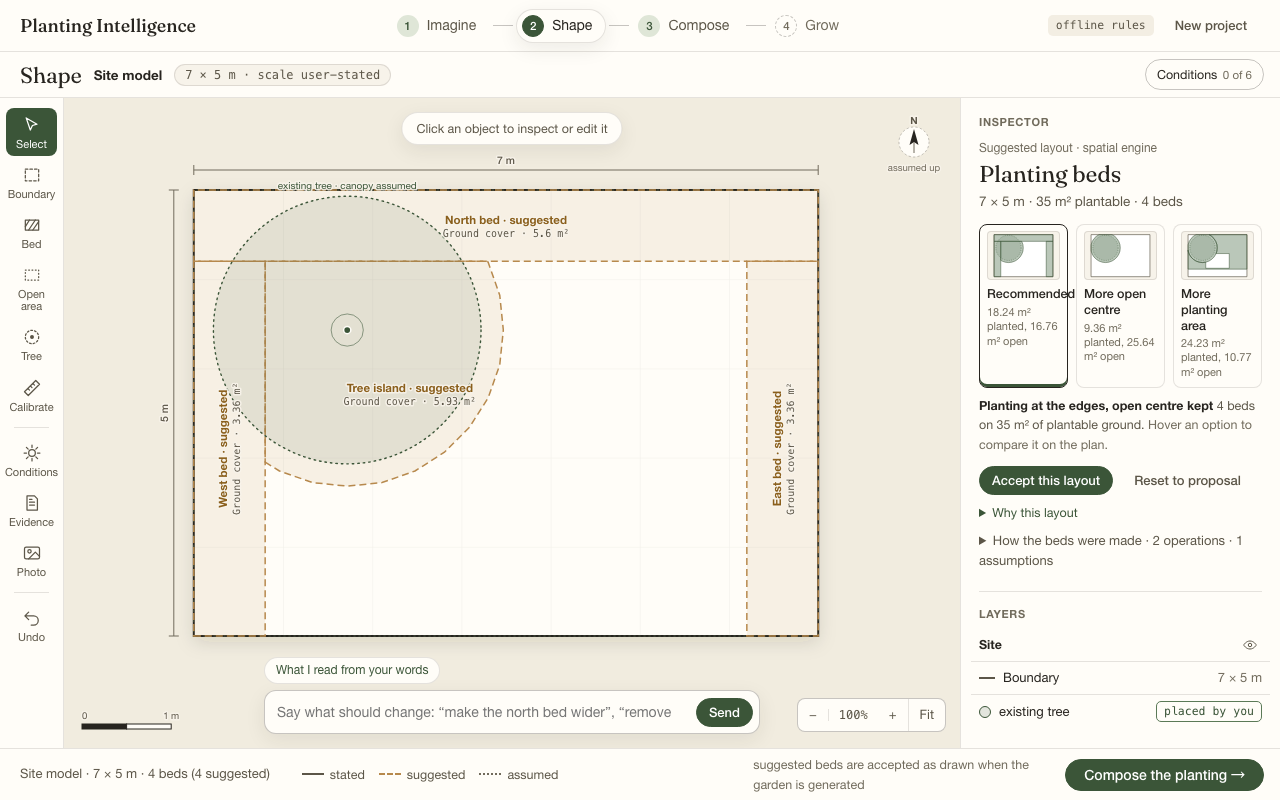 Planting Intelligence
1 Imagine
2 Shape
3 Compose
4 Grow
offline rules
New project
Shape
Site model
7 × 5 m · scale user-stated
Conditions 0 of 6
Select
Boundary
Bed
Open
area
Tree
Calibrate
Conditions
Evidence
Photo
Undo
Click an object to inspect or edit it
N
assumed up
7 m
5 m
existing tree · canopy assumed
North bed · suggested
Ground cover · 5.6 m²
Tree island · suggested
Ground cover · 5.93 m²
West bed · suggested
Ground cover · 3.36 m²
East bed · suggested
Ground cover · 3.36 m²
What I read from your words
Say what should change: “make the north bed wider”, “remove
Send
0 1 m
− 100% + Fit
INSPECTOR
Suggested layout · spatial engine
Planting beds
7 × 5 m · 35 m² plantable · 4 beds
Recommended
18.24 m²
planted, 16.76
m² open
More open
centre
9.36 m²
planted, 25.64
m² open
More
planting
area
24.23 m²
planted, 10.77
m² open
Planting at the edges, open centre kept 4 beds
on 35 m² of plantable ground. Hover an option to
compare it on the plan.
Accept this layout
Reset to proposal
Why this layout
How the beds were made · 2 operations · 1
assumptions
LAYERS
Site
Boundary 7 × 5 m
existing tree placed by you
Site model · 7 × 5 m · 4 beds (4 suggested)
stated
suggested
assumed
suggested beds are accepted as drawn when the
garden is generated
Compose the planting →